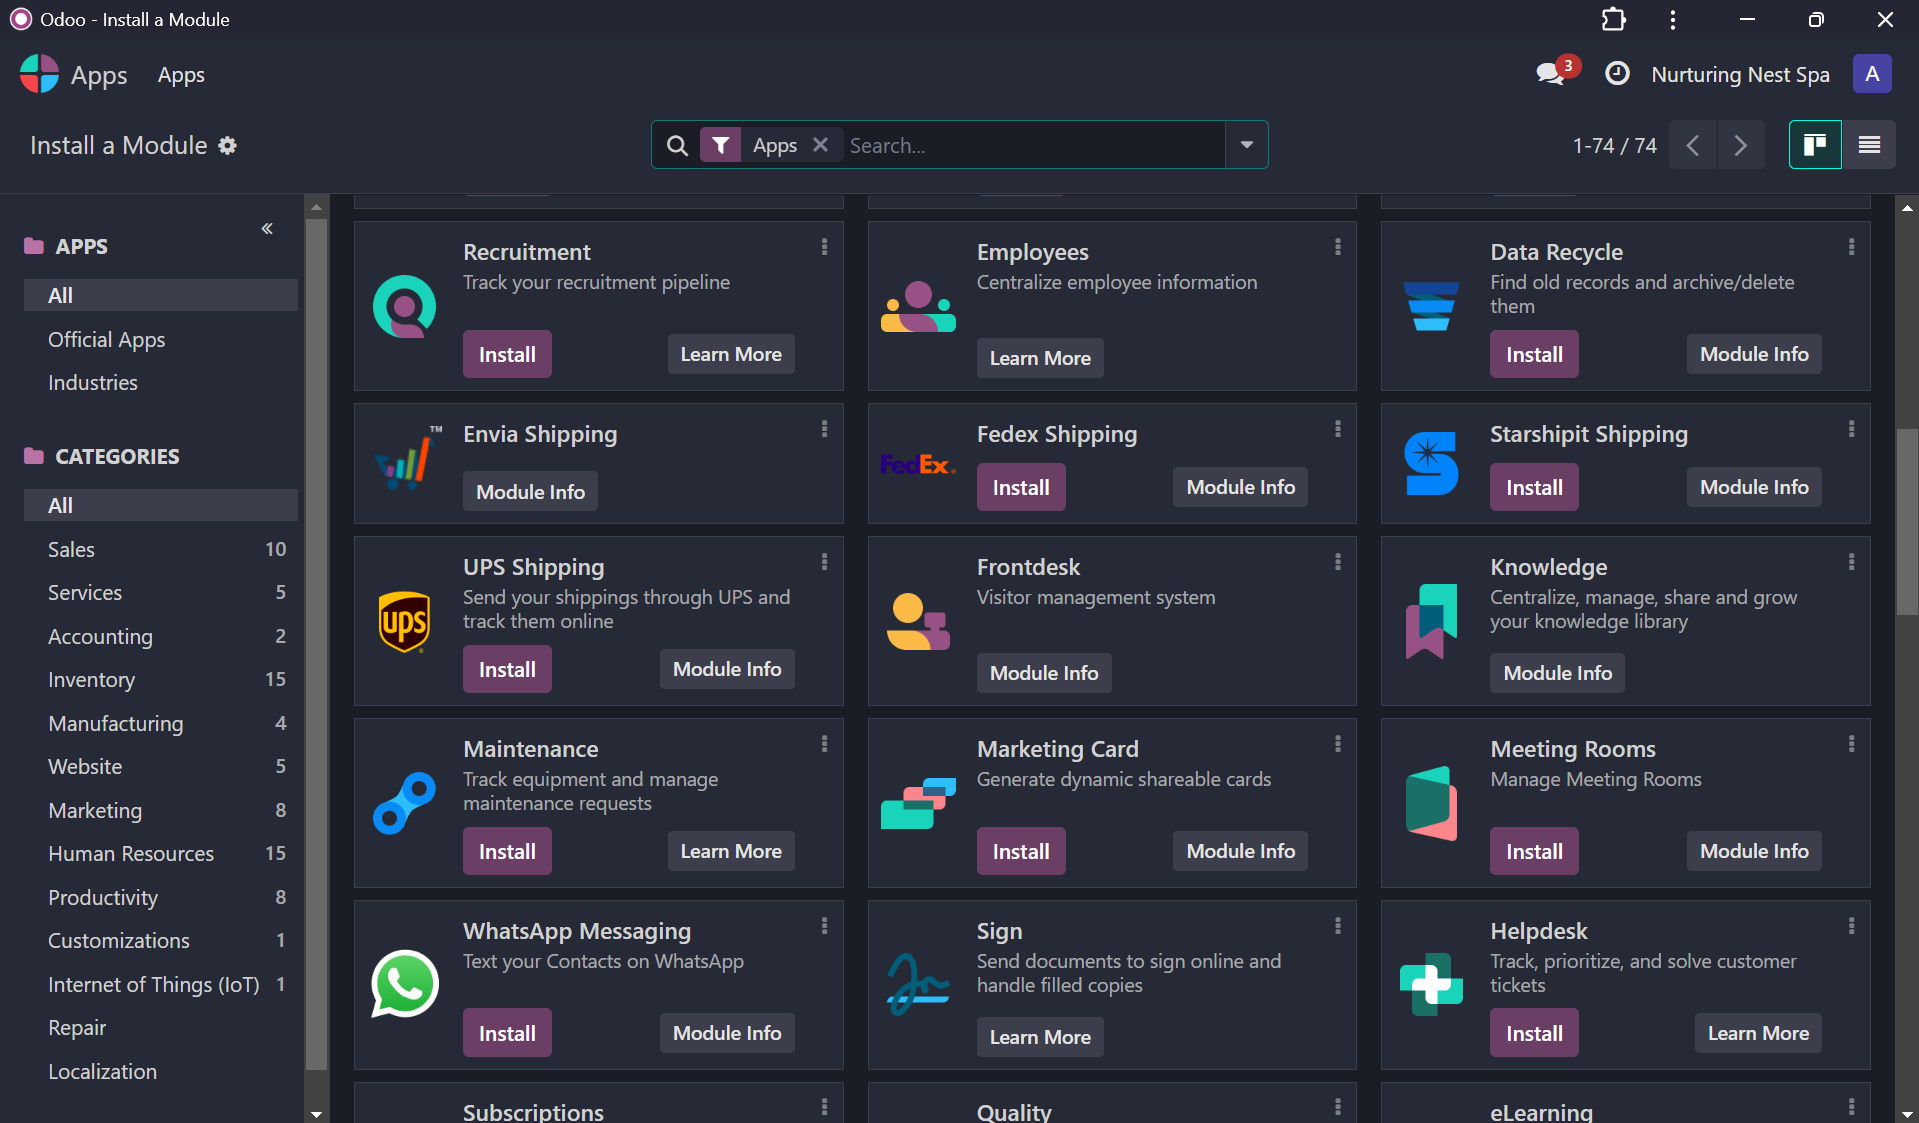 Odoo - Install a Module
Apps
Apps
3
Nurturing Nest Spa
A
Install a Module
Apps
Search...
1-74 / 74
APPS
All
Official Apps
Industries
CATEGORIES
All
Sales 10
Services 5
Accounting 2
Inventory 15
Manufacturing 4
Website 5
Marketing 8
Human Resources 15
Productivity 8
Customizations 1
Internet of Things (IoT) 1
Repair
Localization
Recruitment
Track your recruitment pipeline
Install
Learn More
Employees
Centralize employee information
Learn More
Data Recycle
Find old records and archive/delete
them
Install
Module Info
TM
Envia Shipping
Module Info
FedEx.
Fedex Shipping
Install
Module Info
Starshipit Shipping
Install
Module Info
ups
UPS Shipping
Send your shippings through UPS and
track them online
Install
Module Info
Frontdesk
Visitor management system
Module Info
Knowledge
Centralize, manage, share and grow
your knowledge library
Module Info
Maintenance
Track equipment and manage
maintenance requests
Install
Learn More
Marketing Card
Generate dynamic shareable cards
Install
Module Info
Meeting Rooms
Manage Meeting Rooms
Install
Module Info
WhatsApp Messaging
Text your Contacts on WhatsApp
Install
Module Info
Sign
Send documents to sign online and
handle filled copies
Learn More
Helpdesk
Track, prioritize, and solve customer
tickets
Install
Learn More
Subscriptions
Quality
eLearning